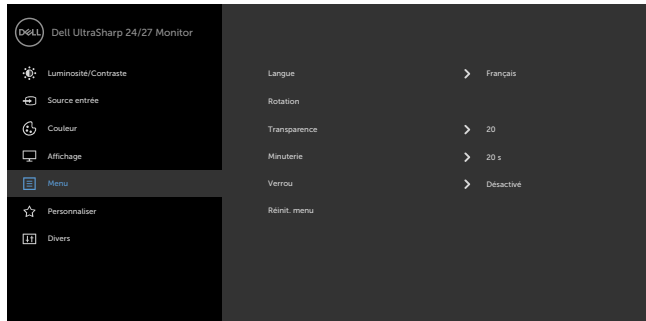 DELL
Dell UltraSharp 24/27 Monitor
Luminosité/Contraste
Source entrée
Couleur
Affichage
Menu
Personnaliser
Divers
Langue Français
Rotation
Transparence 20
Minuterie 20 s
Verrou Désactivé
Réinit. menu